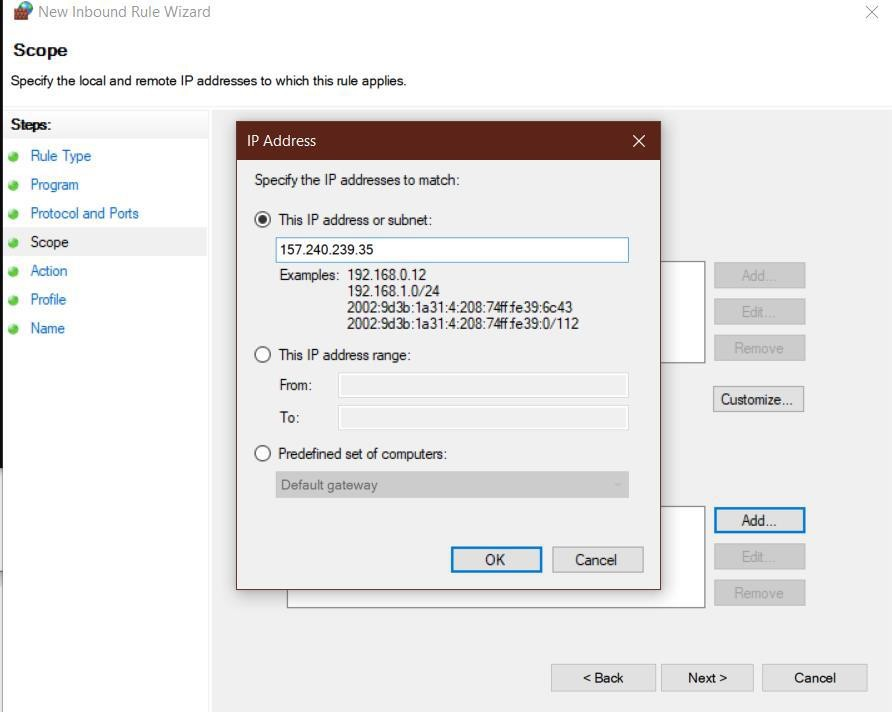 New Inbound Rule Wizard
Scope
Specify the local and remote IP addresses to which this rule applies.
Steps:
Rule Type
Program
Protocol and Ports
Scope
Action
Profile
Name
IP Address
Specify the IP addresses to match:
This IP address or subnet:
157.240.239.35
Examples: 192.168.0.12
192.168.1.0/24
2002:9d3b:1a31:4:208:74ff:fe39:6c43
2002:9d3b:1a31:4:208:74ff:fe39:0/112
This IP address range:
From:
To:
Predefined set of computers:
Default gateway
OK Cancel
Add...
Edit...
Remove
Customize...
Add...
Edit...
Remove
< Back Next > Cancel